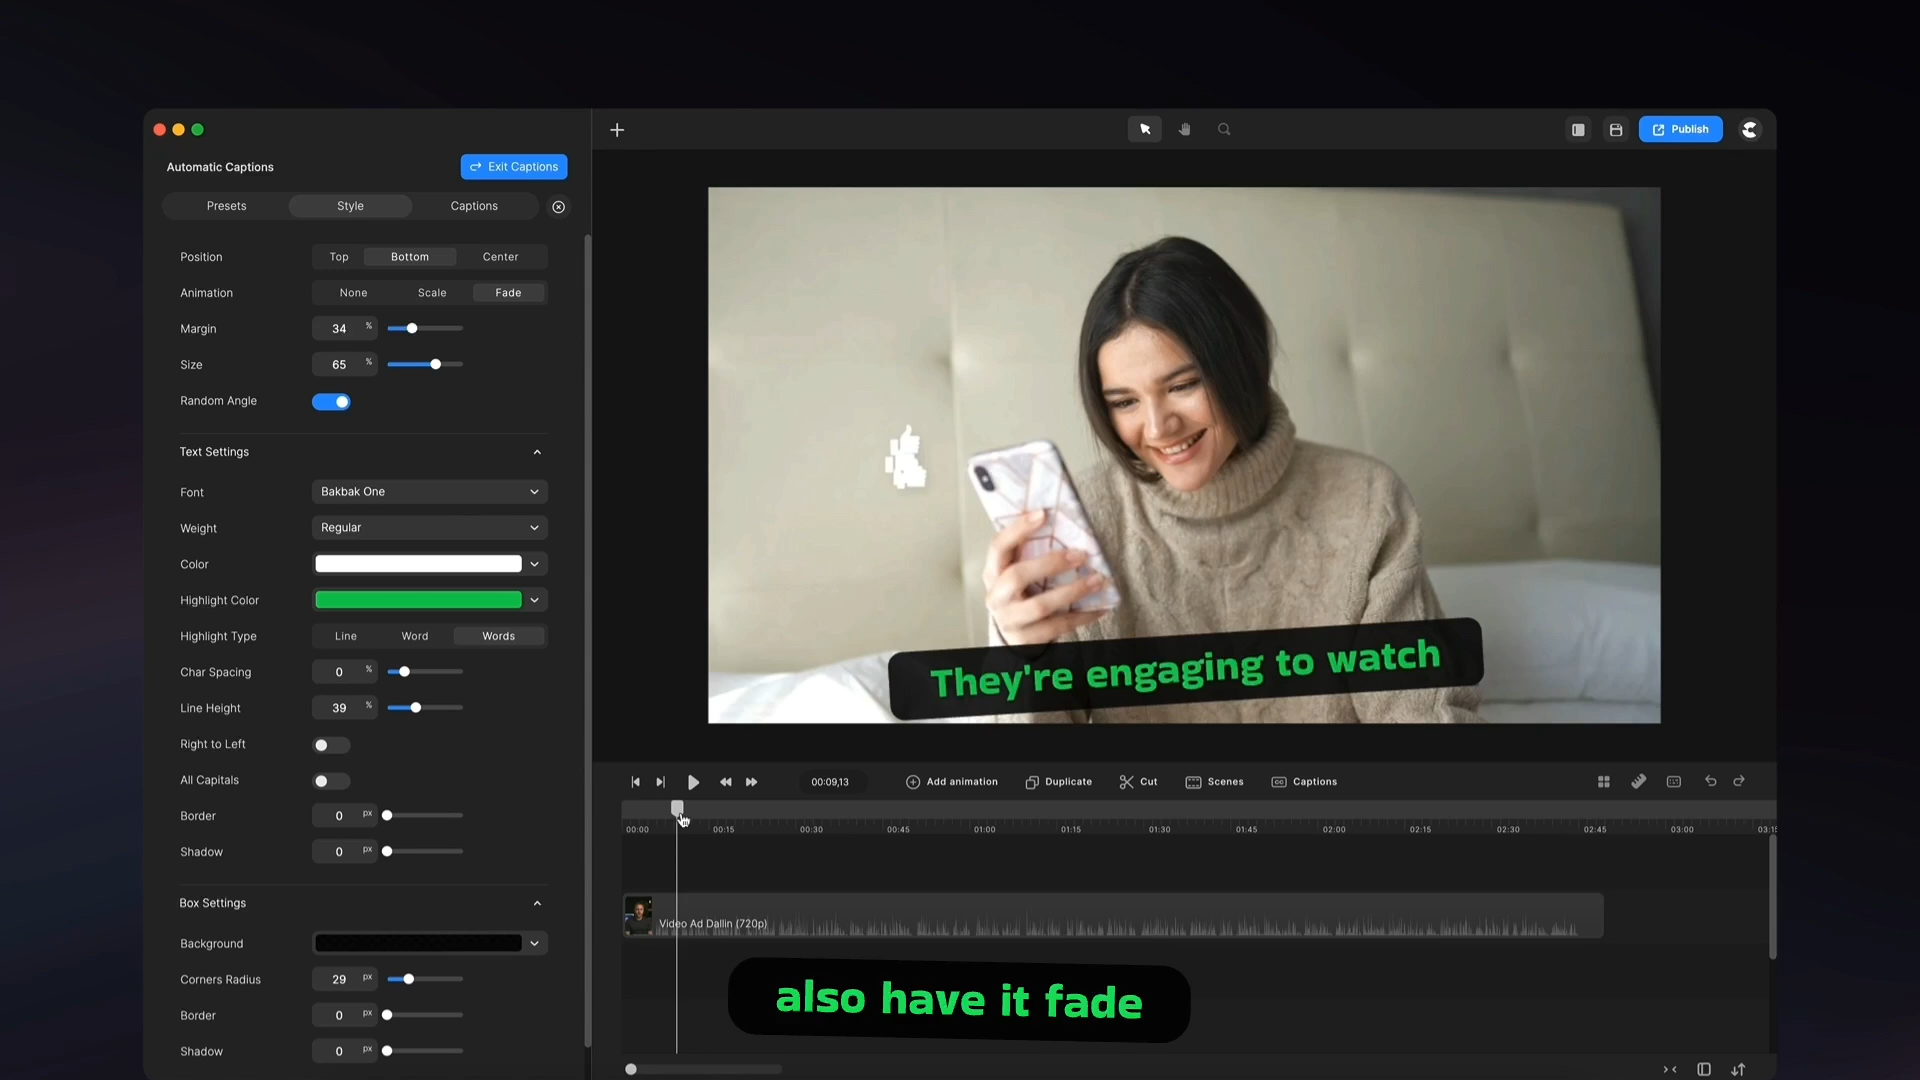 Publish
Automatic Captions
Exit Captions
Presets
Style
Captions
Position
Top
Bottom
Center
Animation
None
Scale
Fade
Margin
34 %
Size
65 %
Random Angle
Text Settings
Font
Bakbak One
Weight
Regular
Color
Highlight Color
Highlight Type
Line
Word
Words
Char Spacing
0 %
Line Height
39 %
Right to Left
All Capitals
Border
0 px
Shadow
0 px
Box Settings
Background
Corners Radius
29 px
Border
0 px
Shadow
0 px
They're engaging to watch
00:09,13
Add animation
Duplicate
Cut
Scenes
CC
Captions
00:00
00:15
00:30
00:45
01:00
01:15
01:30
01:45
02:00
02:15
02:30
02:45
03:00
03:15
Video Ad Dallin (720p)
also have it fade